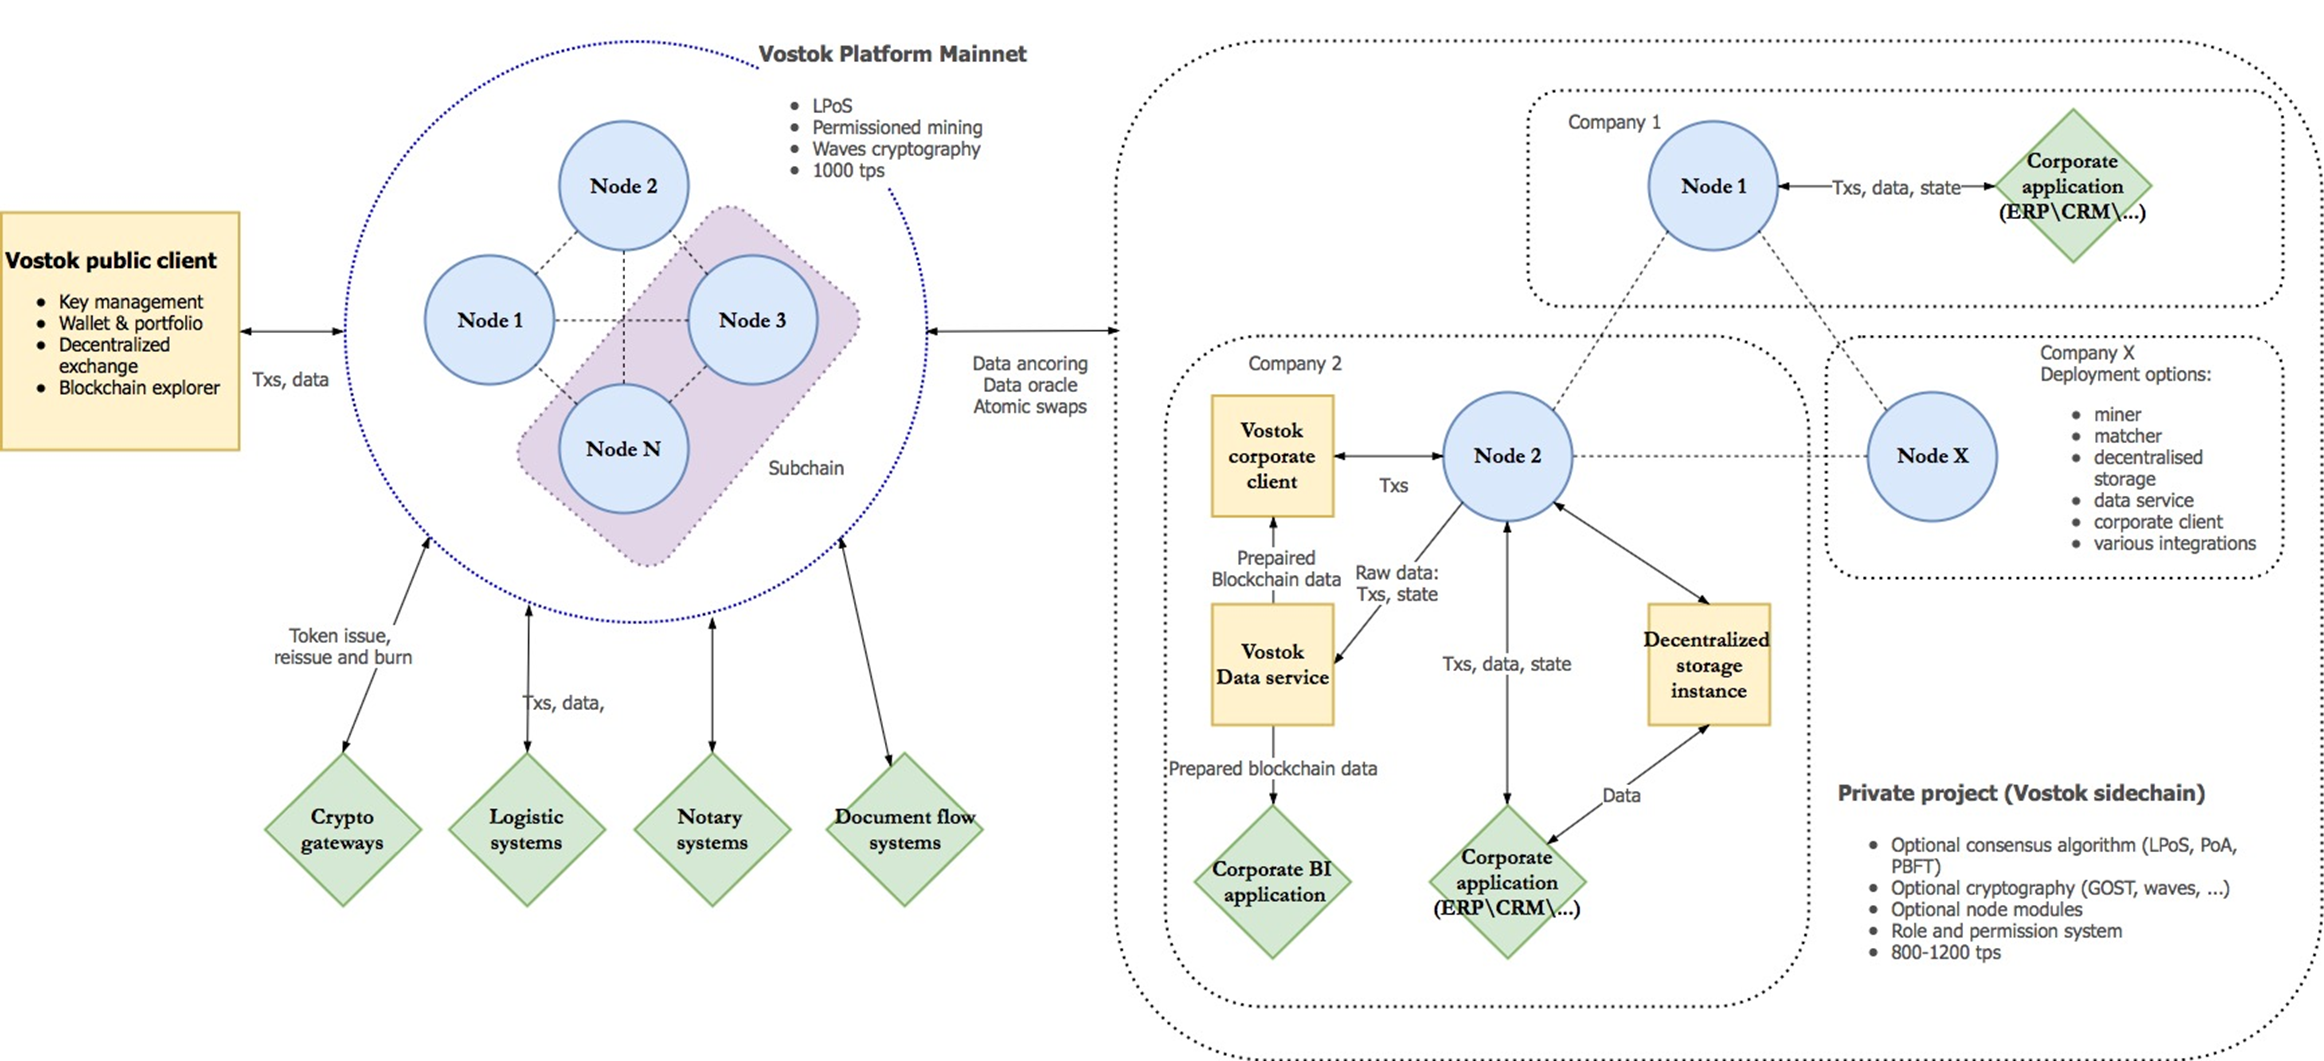 Vostok Platform Mainnet
LPoS
Permissioned mining
Waves cryptography
1000 tps
Node 2
Node 1
Node 3
Node N
Subchain
Vostok public client
Key management
Wallet & portfolio
Decentralized
exchange
Blockchain explorer
Txs, data
Data ancoring
Data oracle
Atomic swaps
Token issue,
reissue and burn
Txs, data,
Crypto
gateways
Logistic
systems
Notary
systems
Document flow
systems
Company 1
Node 1
Txs, data, state
Corporate
application
(ERP\CRM\...)
Company 2
Vostok
corporate
client
Txs
Node 2
Prepaired
Blockchain data
Raw data:
Txs, state
Vostok
Data service
Txs, data, state
Decentralized
storage
instance
Prepared blockchain data
Data
Corporate BI
application
Corporate
application
(ERP\CRM\...)
Company X
Deployment options:
Node X
miner
matcher
decentralised
storage
data service
corporate client
various integrations
Private project (Vostok sidechain)
Optional consensus algorithm (LPoS, PoA,
PBFT)
Optional cryptography (GOST, waves, ...)
Optional node modules
Role and permission system
800-1200 tps